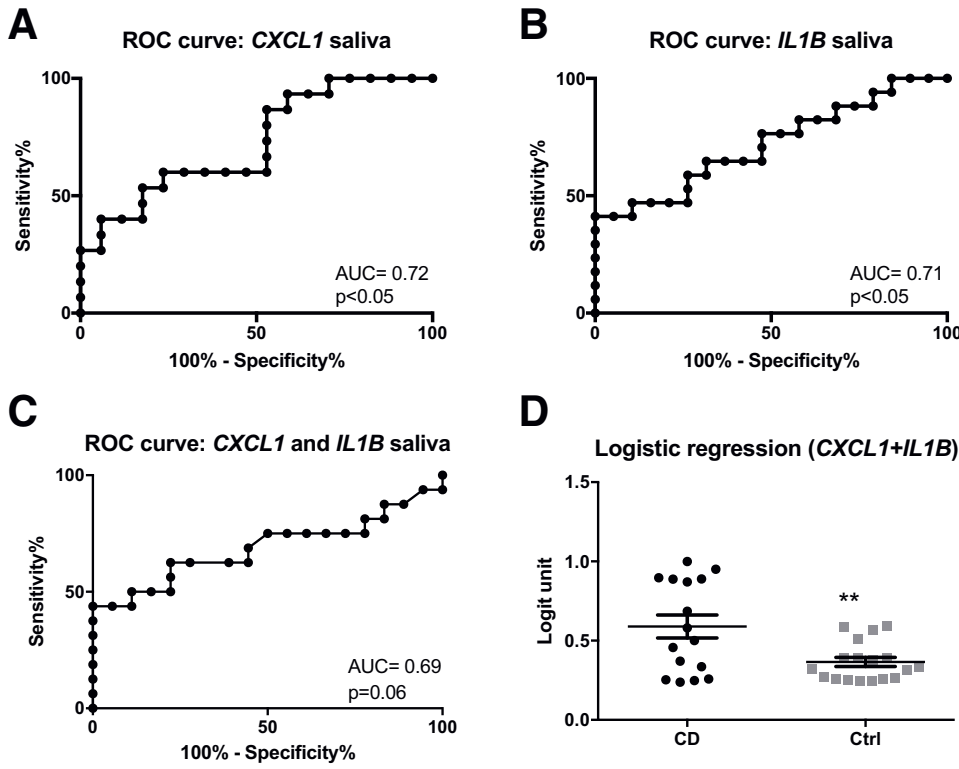 A
ROC curve: CXCL1 saliva
100
50
0
Sensitivity%
0
50
100
100% - Specificity%
AUC= 0.72
p<0.05
B
ROC curve: IL1B saliva
100
50
0
Sensitivity%
0
50
100
100% - Specificity%
AUC= 0.71
p<0.05
C
ROC curve: CXCL1 and IL1B saliva
100
50
0
Sensitivity%
0
50
100
100% - Specificity%
AUC= 0.69
p=0.06
D
Logistic regression (CXCL1+IL1B)
1.5
1.0
0.5
0.0
Logit unit
**
CD
Ctrl